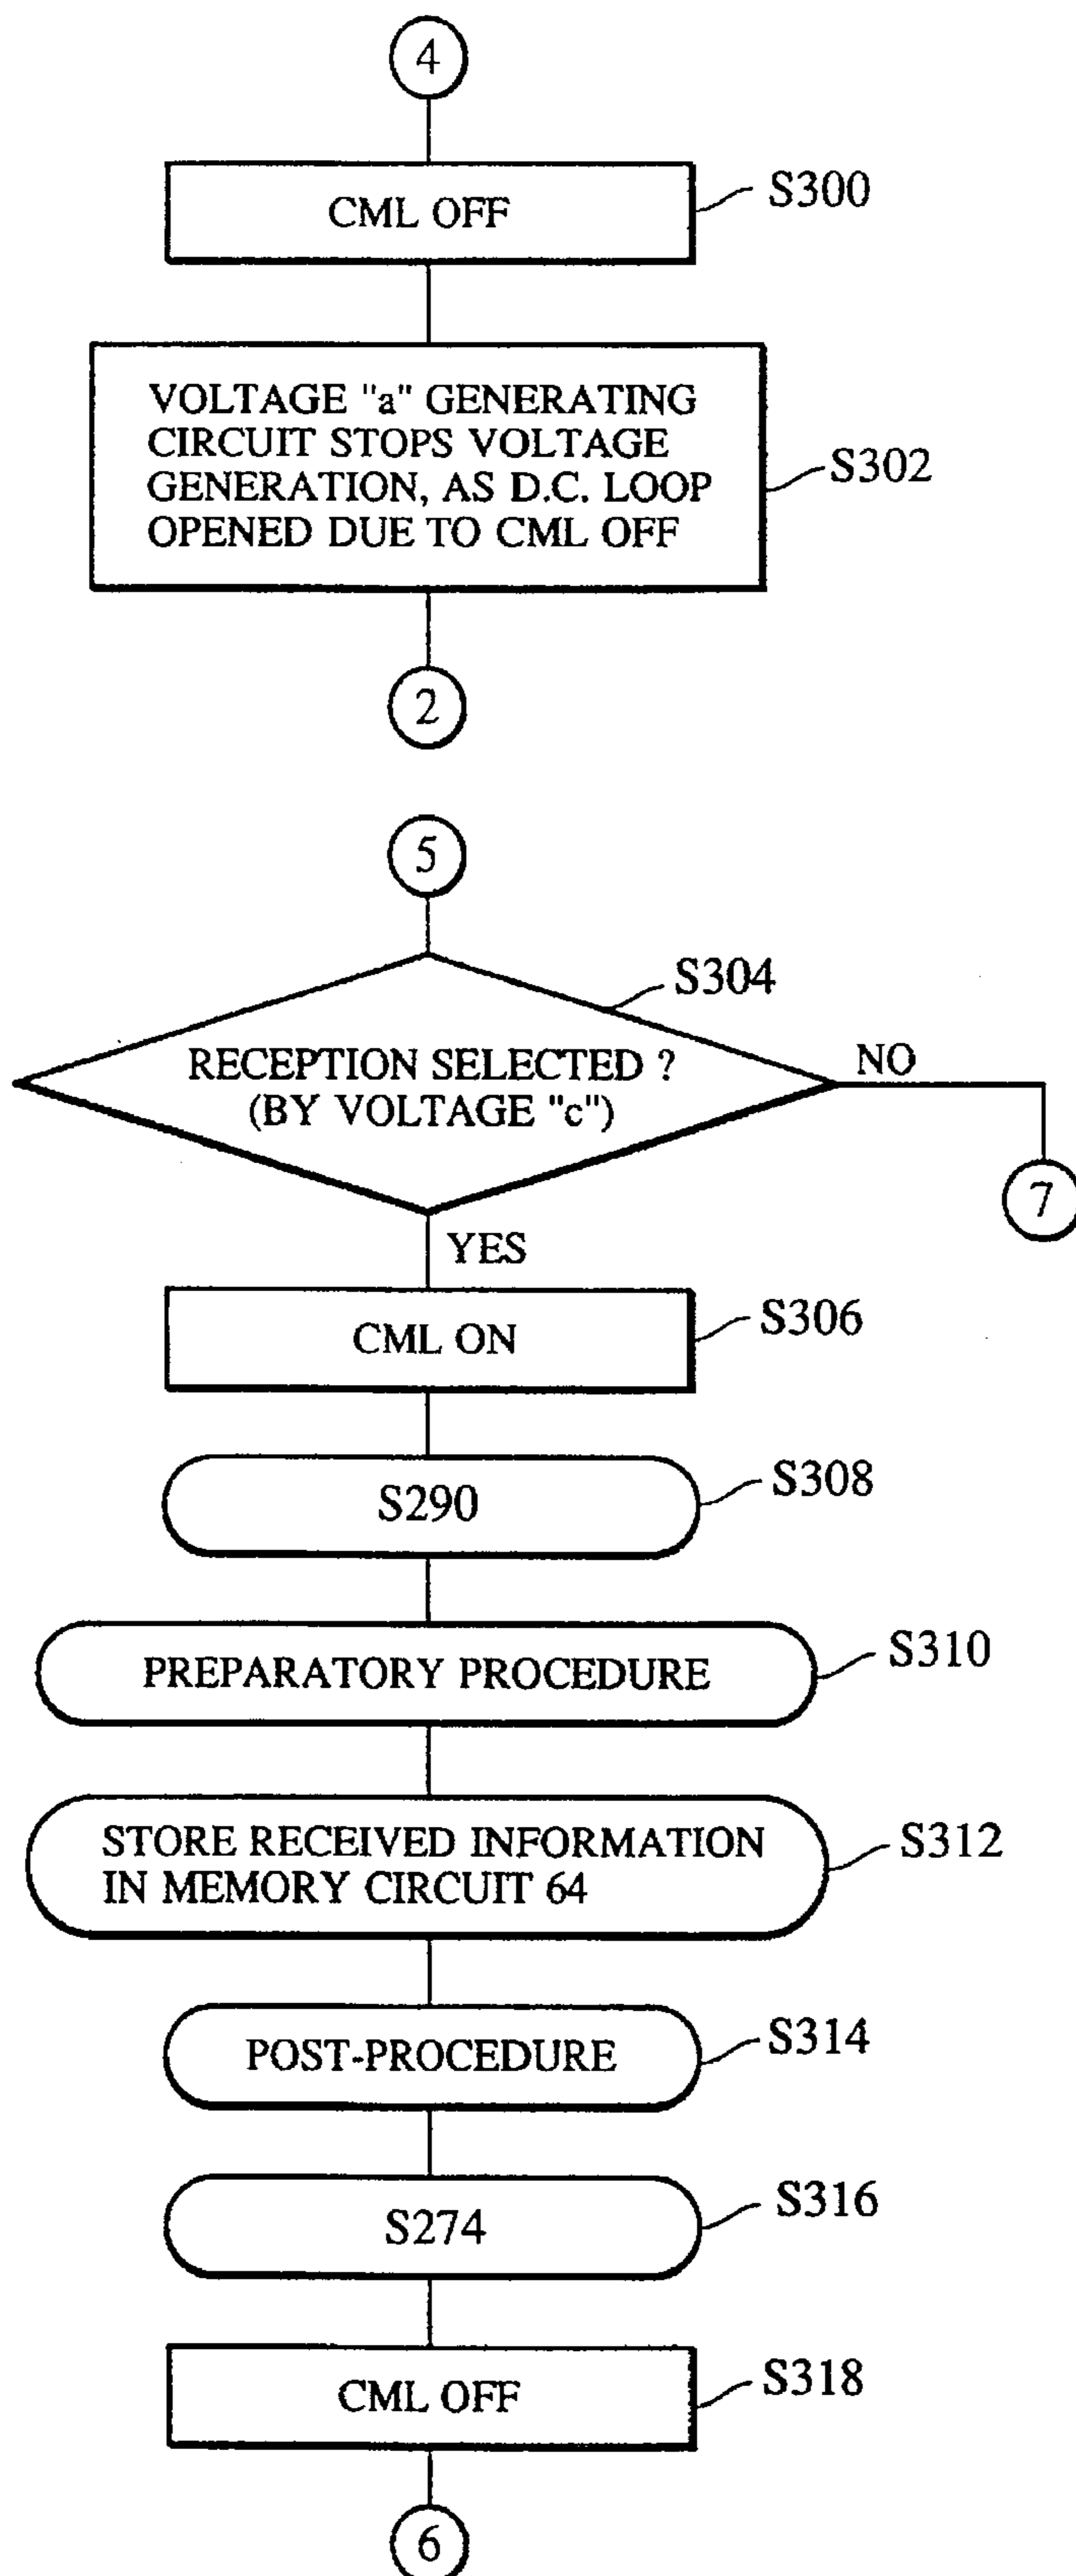 4
CML OFF
S300
VOLTAGE "a" GENERATING
CIRCUIT STOPS VOLTAGE
GENERATION, AS D.C. LOOP
OPENED DUE TO CML OFF
S302
2
5
S304
RECEPTION SELECTED ?
(BY VOLTAGE "c")
NO
7
YES
CML ON
S306
S290
S308
PREPARATORY PROCEDURE
S310
STORE RECEIVED INFORMATION
IN MEMORY CIRCUIT 64
S312
POST-PROCEDURE
S314
S274
S316
CML OFF
S318
6